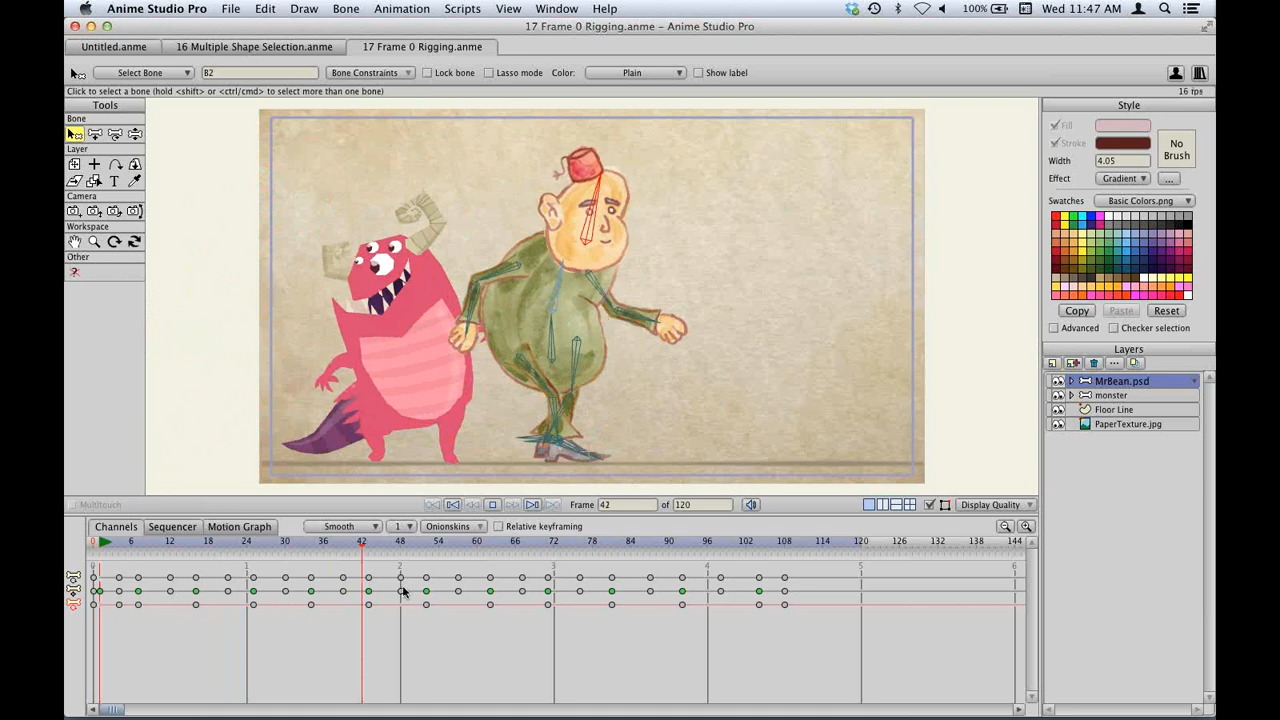 Anime Studio Pro File Edit Draw Bone Animation Scripts View Window Help 100% Wed 11:47 AM
17 Frame 0 Rigging.anme – Anime Studio Pro
Untitled.anme 16 Multiple Shape Selection.anme 17 Frame 0 Rigging.anme
Select Bone B2 Bone Constraints Lock bone Lasso mode Color: Plain Show label
Click to select a bone (hold <shift> or <ctrl/cmd> to select more than one bone) 16 fps
Tools
Bone
Layer
T
Camera
Workspace
Other
?
Style
Fill
Stroke
No Brush
Width 4.05
Effect Gradient ...
Swatches Basic Colors.png
Copy Paste Reset
Advanced Checker selection
Layers
...
MrBean.psd
monster
Floor Line
PaperTexture.jpg
Multitouch Frame 42 of 120 Display Quality
Channels Sequencer Motion Graph Smooth 1 Onionskins Relative keyframing
0 6 12 18 24 30 36 42 48 54 60 66 72 78 84 90 96 102 108 114 120 126 132 138 144
0 1 2 3 4 5 6